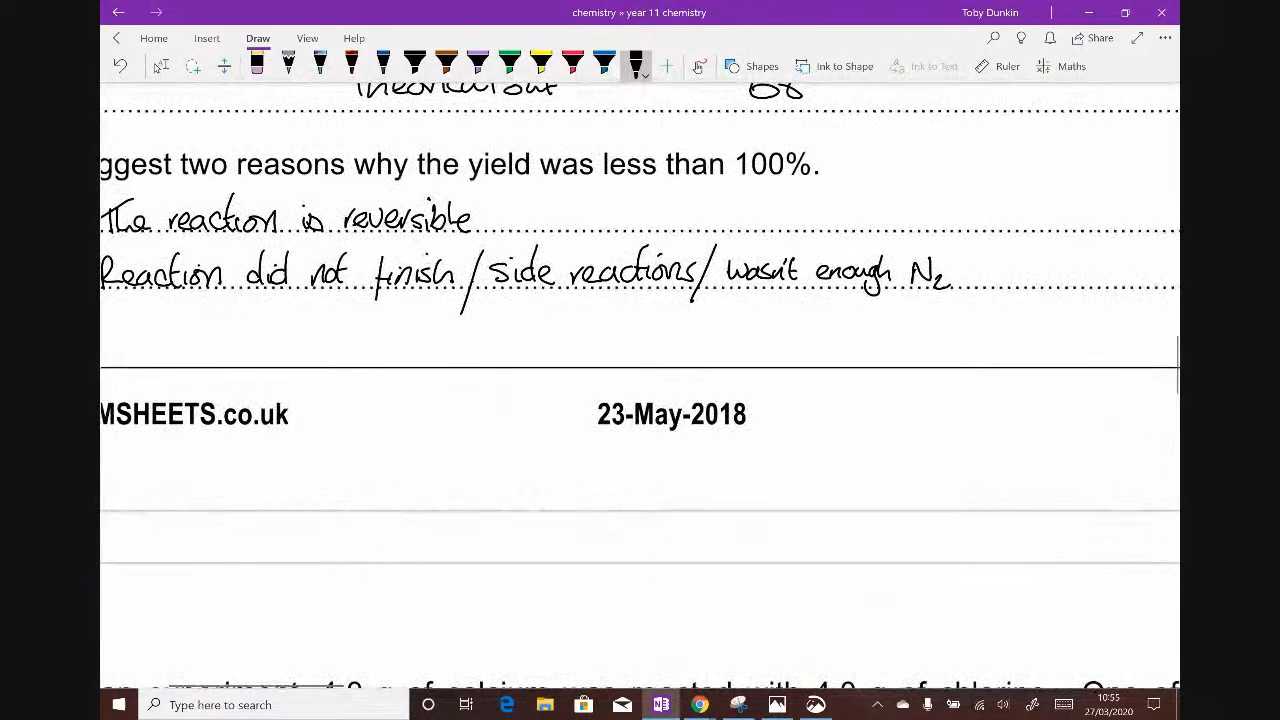 chemistry » year 11 chemistry
Toby Dunkin
Home Insert Draw View Help
Share
Shapes
Ink to Shape
Ink to Text
Ruler
Maths
ggest two reasons why the yield was less than 100%.
The reaction is reversible
Reaction did not finish / side reactions / wasn't enough N2
MSHEETS.co.uk
23-May-2018
Type here to search
10:55
27/03/2020